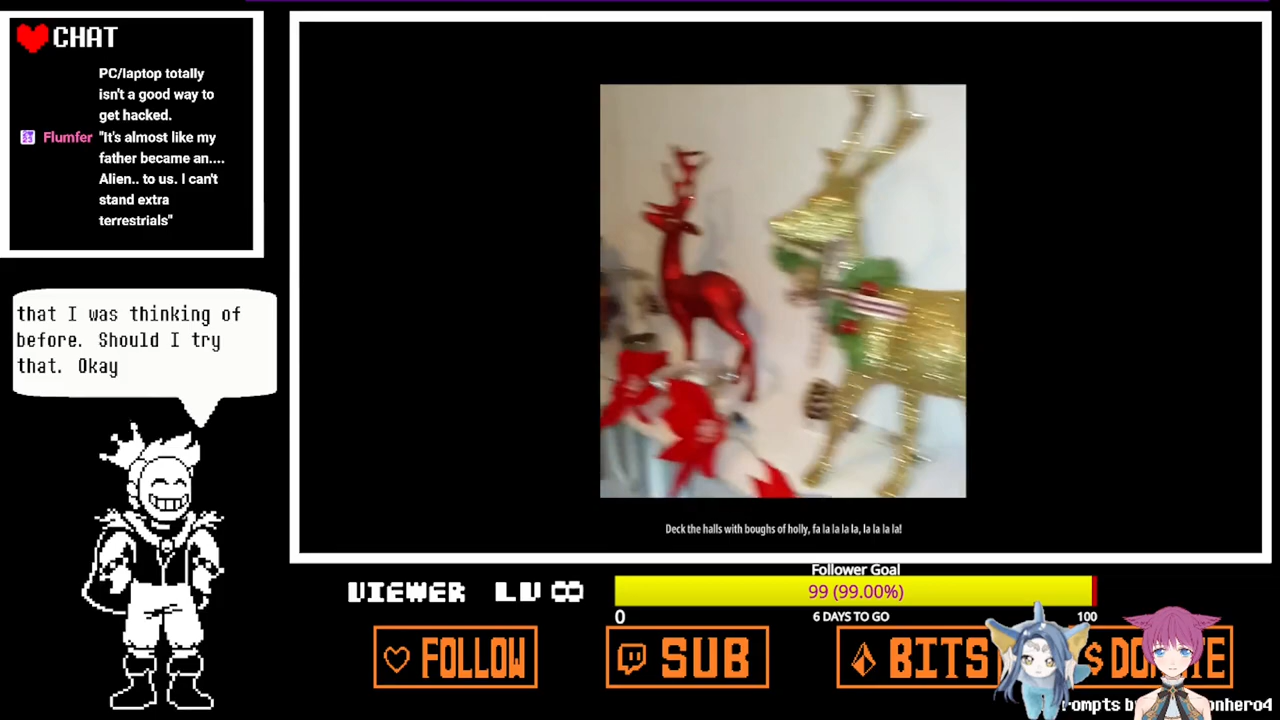 CHAT
PC/laptop totally
isn't a good way to
get hacked.
Flumfer "It's almost like my
father became an....
Alien.. to us. I can't
stand extra
terrestrials"
that I was thinking of
before. Should I try
that. Okay
Deck the halls with boughs of holly, fa la la la la, la la la la!
Follower Goal
VIEWER LV ∞
99 (99.00%)
0
6 DAYS TO GO
100
FOLLOW
SUB
BITS